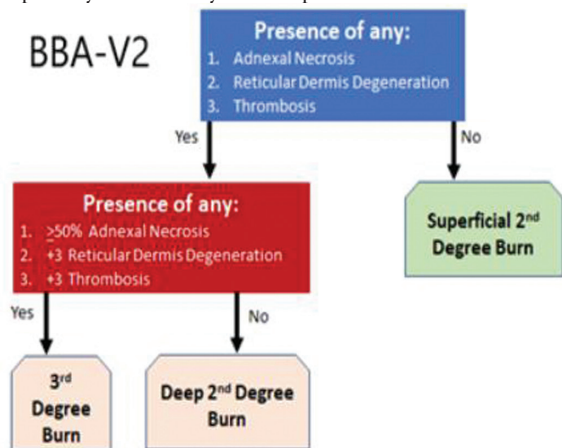 BBA-V2
Presence of any:
1. Adnexal Necrosis
2. Reticular Dermis Degeneration
3. Thrombosis
Yes
No
Presence of any:
1. ≥50% Adnexal Necrosis
2. +3 Reticular Dermis Degeneration
3. +3 Thrombosis
Superficial 2nd
Degree Burn
Yes
No
3rd
Degree
Burn
Deep 2nd Degree
Burn